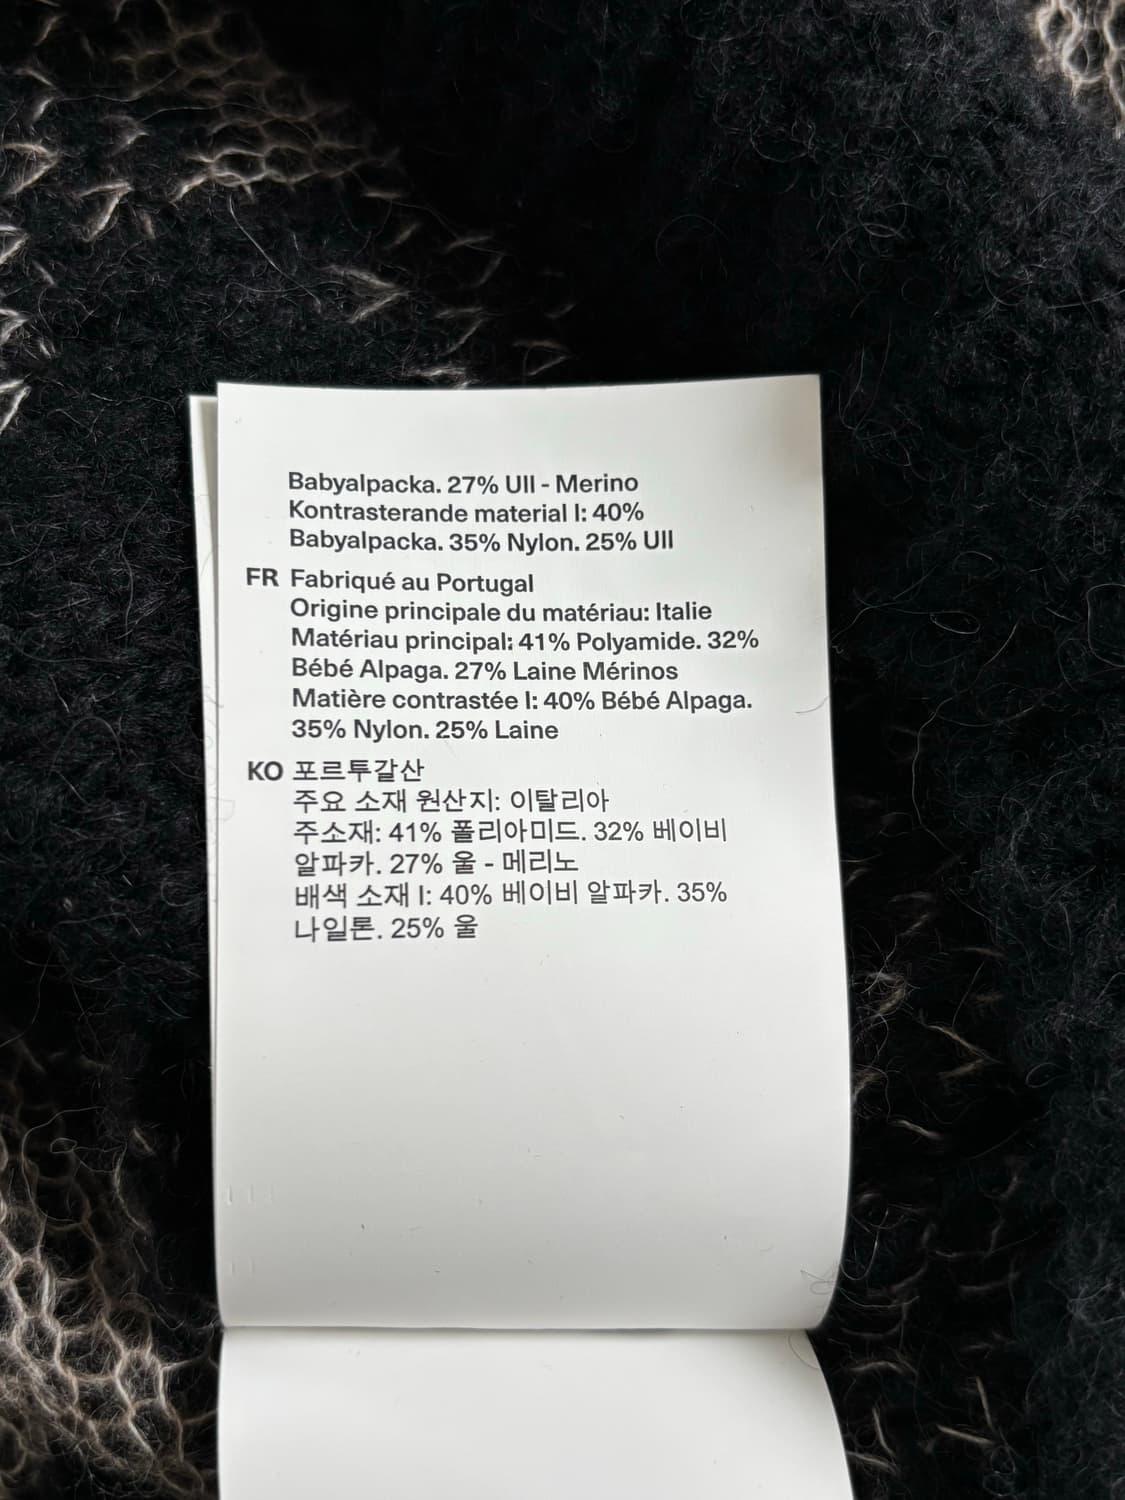 Babyalpacka. 27% Ull - Merino
Kontrasterande material I: 40%
Babyalpacka. 35% Nylon. 25% Ull
FR Fabriqué au Portugal
Origine principale du matériau: Italie
Matériau principal: 41% Polyamide. 32%
Bébé Alpaga. 27% Laine Mérinos
Matière contrastée I: 40% Bébé Alpaga.
35% Nylon. 25% Laine
KO 포르투갈산
주요 소재 원산지: 이탈리아
주소재: 41% 폴리아미드. 32% 베이비
알파카. 27% 울 - 메리노
배색 소재 I: 40% 베이비 알파카. 35%
나일론. 25% 울